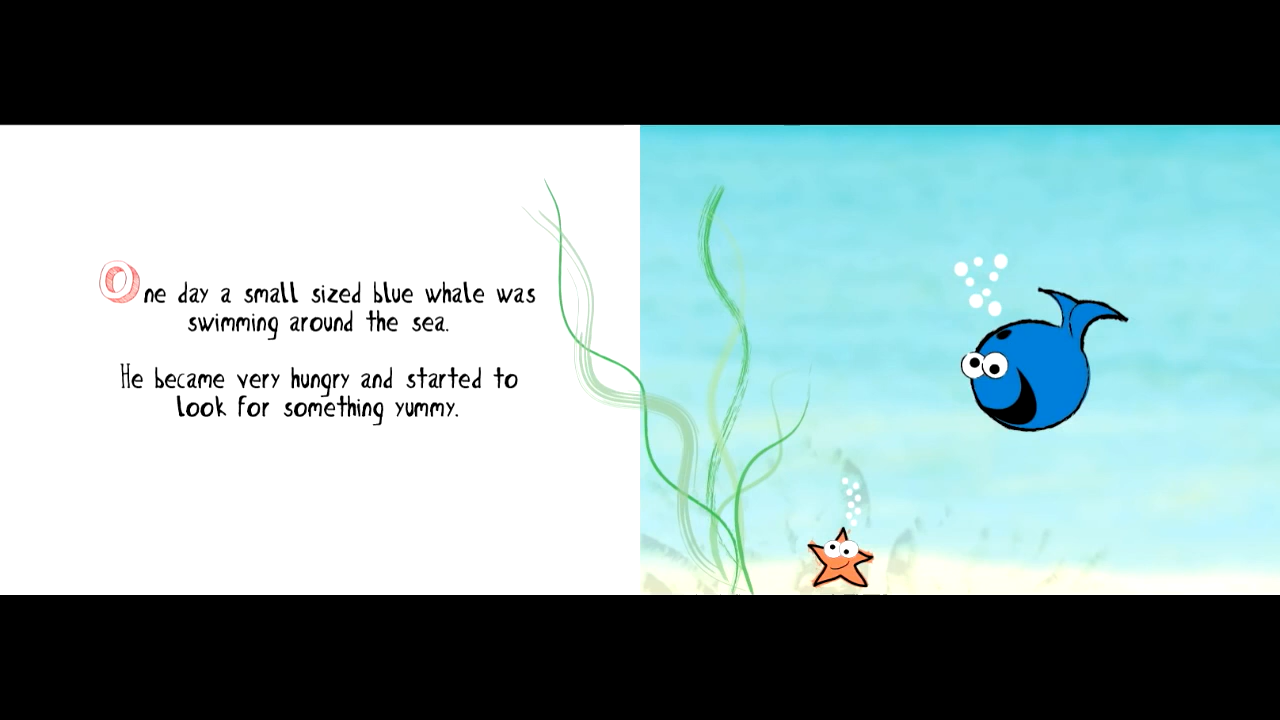 One day a small sized blue whale was
swimming around the sea.
He became very hungry and started to
look for something yummy.